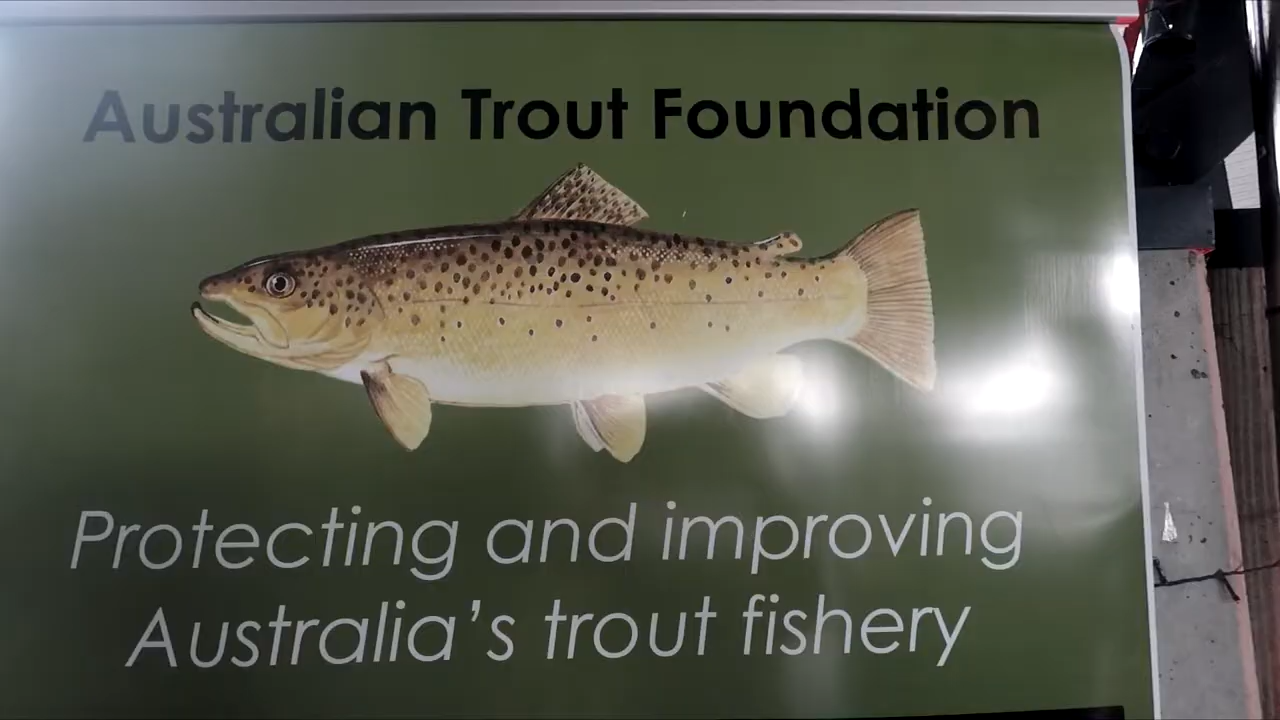 Australian Trout Foundation
Protecting and improving
Australia's trout fishery